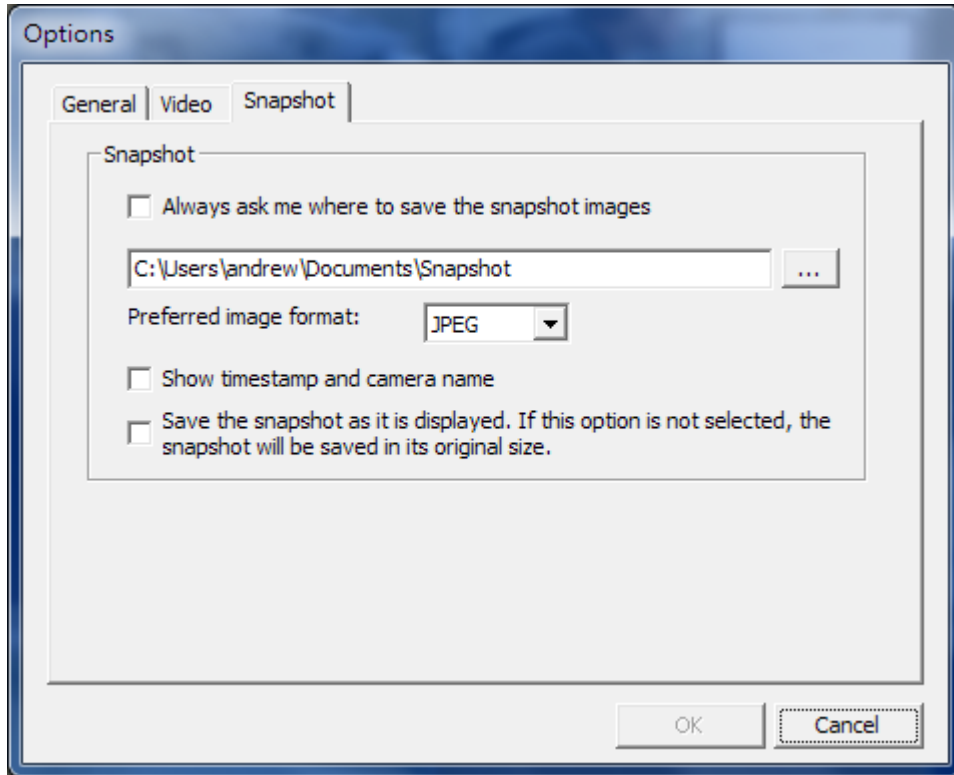 Options
General Video Snapshot
Snapshot
Always ask me where to save the snapshot images
C:\Users\andrew\Documents\Snapshot ...
Preferred image format: JPEG
Show timestamp and camera name
Save the snapshot as it is displayed. If this option is not selected, the
snapshot will be saved in its original size.
OK Cancel